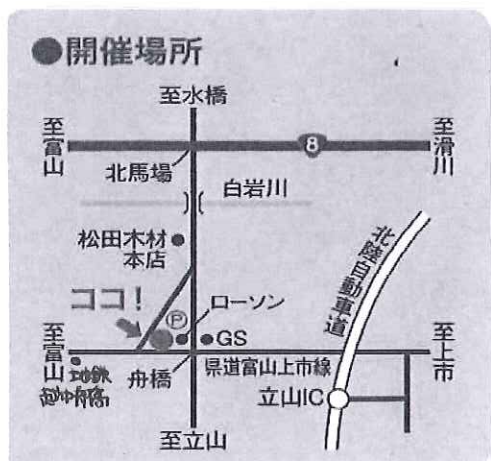 ●開催場所
至水橋
至富山
至滑川
8
北馬場
白岩川
松田木材
本店
北陸自動車道
ココ!
P
ローソン
GS
至富山
舟橋
県道富山上市線
至上市
立山IC
至立山